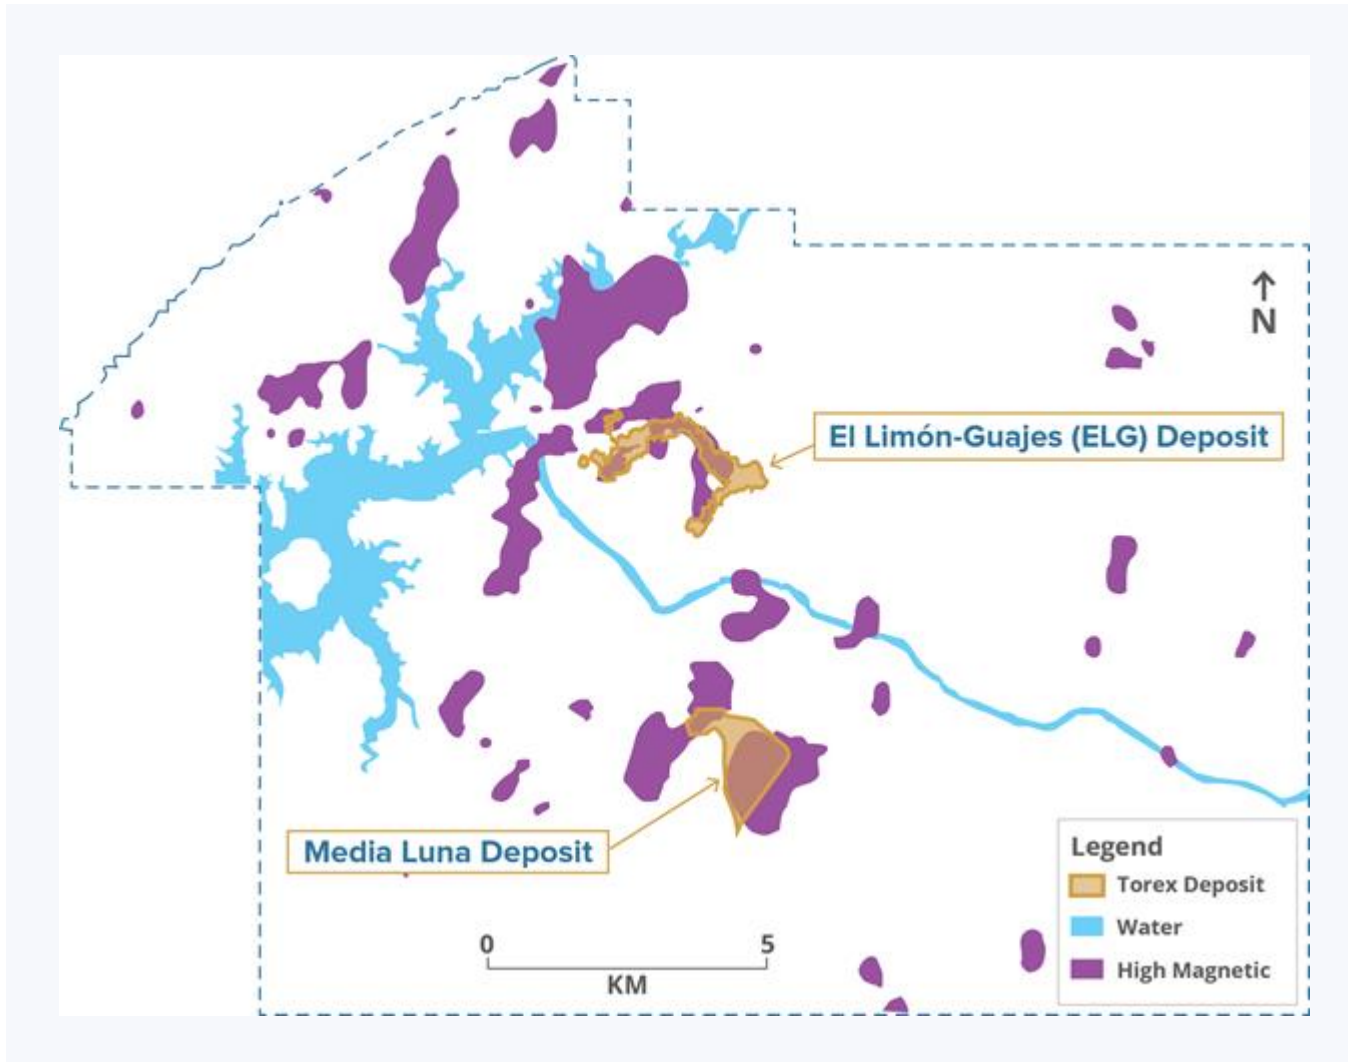 N
El Limón-Guajes (ELG) Deposit
Media Luna Deposit
0 5
KM
Legend
Torex Deposit
Water
High Magnetic